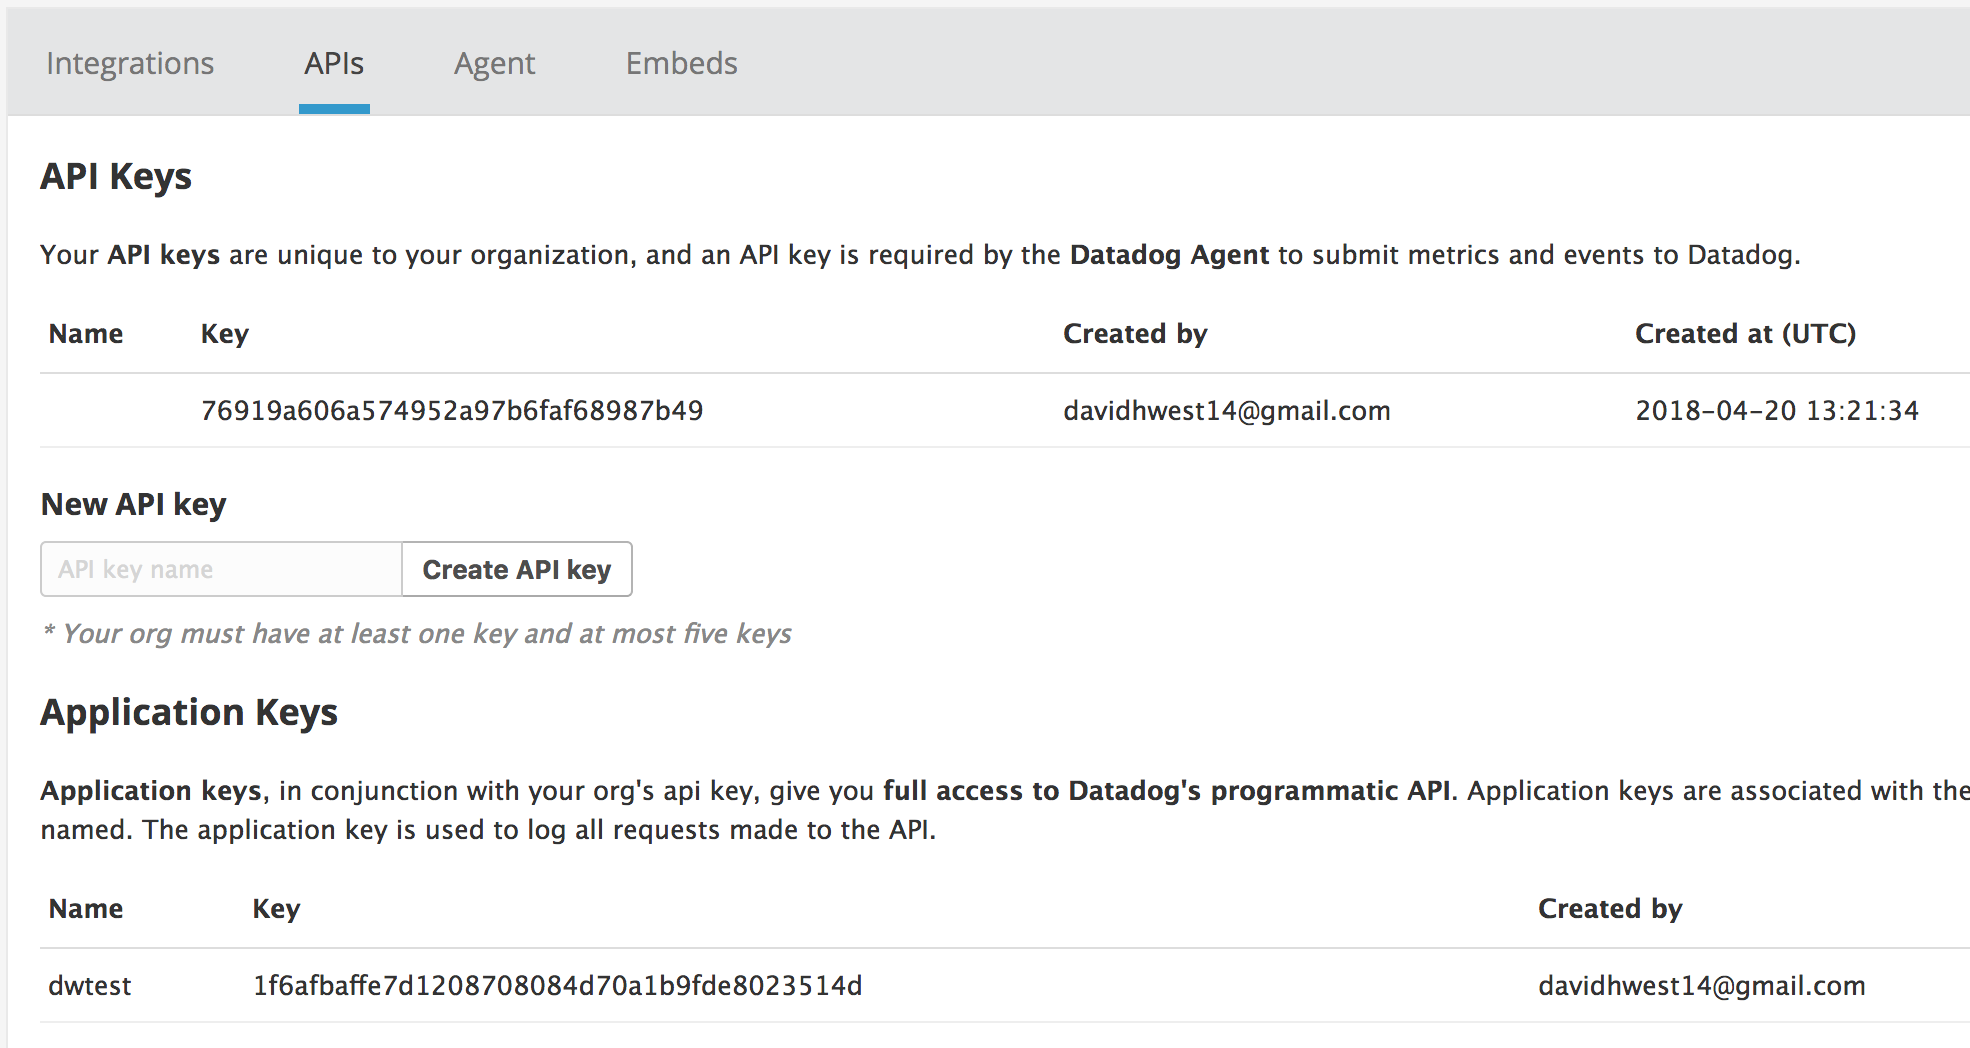 Integrations APIs Agent Embeds
API Keys
Your API keys are unique to your organization, and an API key is required by the Datadog Agent to submit metrics and events to Datadog.
Name Key Created by Created at (UTC)
76919a606a574952a97b6faf68987b49 davidhwest14@gmail.com 2018-04-20 13:21:34
New API key
API key name Create API key
* Your org must have at least one key and at most five keys
Application Keys
Application keys, in conjunction with your org's api key, give you full access to Datadog's programmatic API. Application keys are associated with the
named. The application key is used to log all requests made to the API.
Name Key Created by
dwtest 1f6afbaffe7d1208708084d70a1b9fde8023514d davidhwest14@gmail.com